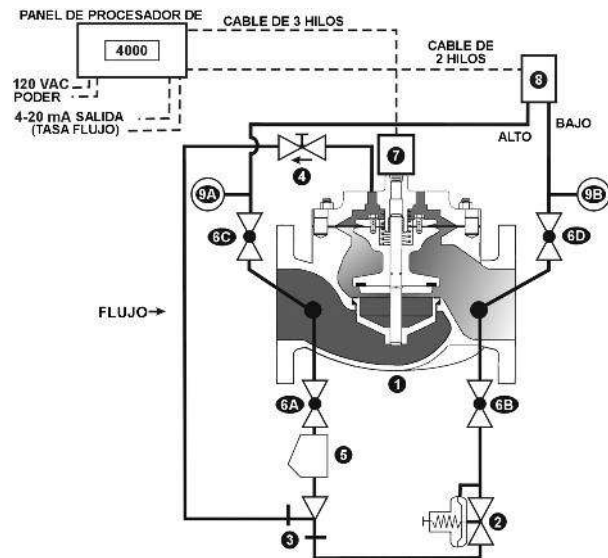 PANEL DE PROCESADOR DE
4000
CABLE DE 3 HILOS
CABLE DE
2 HILOS
120 VAC
PODER
4-20 mA SALIDA
(TASA FLUJO)
8
ALTO
BAJO
7
4
9A
9B
6C
6D
FLUJO
1
6A
6B
5
2
3